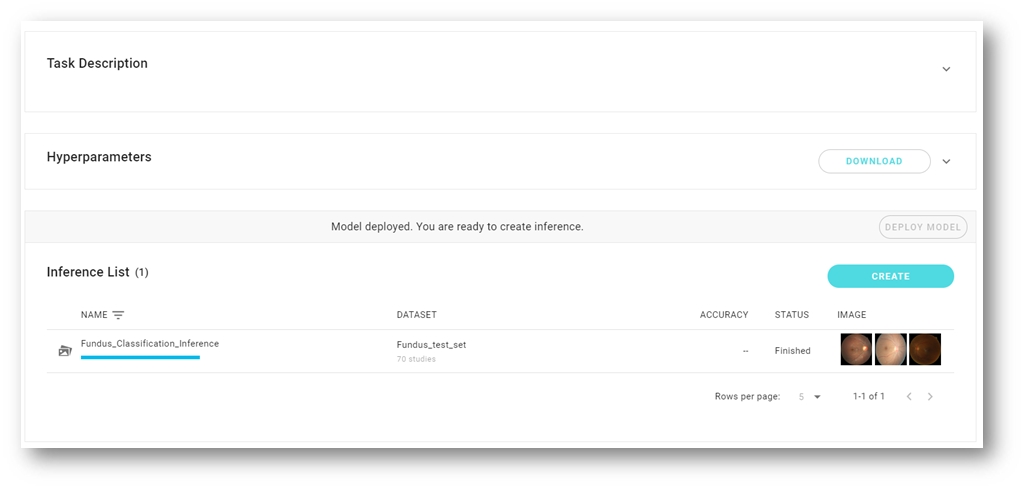 Task Description
Hyperparameters
DOWNLOAD
Model deployed. You are ready to create inference.
DEPLOY MODEL
Inference List (1)
CREATE
NAME DATASET ACCURACY STATUS IMAGE
Fundus_Classification_Inference Fundus_test_set -- Finished
70 studies
Rows per page: 5 1-1 of 1